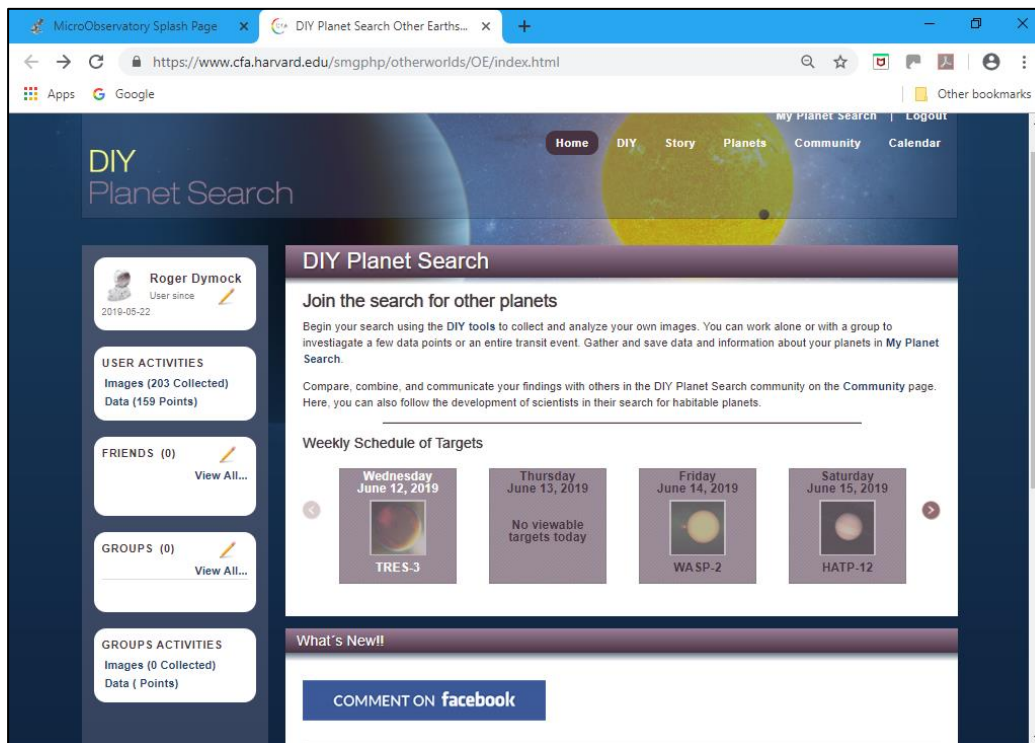 MicroObservatory Splash Page
DIY Planet Search Other Earths...
https://www.cfa.harvard.edu/smgphp/otherworlds/OE/index.html
Apps
Google
Other bookmarks
My Planet Search | Logout
Home DIY Story Planets Community Calendar
DIY
Planet Search
Roger Dymock
User since
2019-05-22
USER ACTIVITIES
Images (203 Collected)
Data (159 Points)
FRIENDS (0)
View All...
GROUPS (0)
View All...
GROUPS ACTIVITIES
Images (0 Collected)
Data ( Points)
DIY Planet Search
Join the search for other planets
Begin your search using the DIY tools to collect and analyze your own images. You can work alone or with a group to
investiagate a few data points or an entire transit event. Gather and save data and information about your planets in My Planet
Search.
Compare, combine, and communicate your findings with others in the DIY Planet Search community on the Community page.
Here, you can also follow the development of scientists in their search for habitable planets.
Weekly Schedule of Targets
Wednesday
June 12, 2019
TRES-3
Thursday
June 13, 2019
No viewable
targets today
Friday
June 14, 2019
WASP-2
Saturday
June 15, 2019
HATP-12
What´s New!!
COMMENT ON facebook